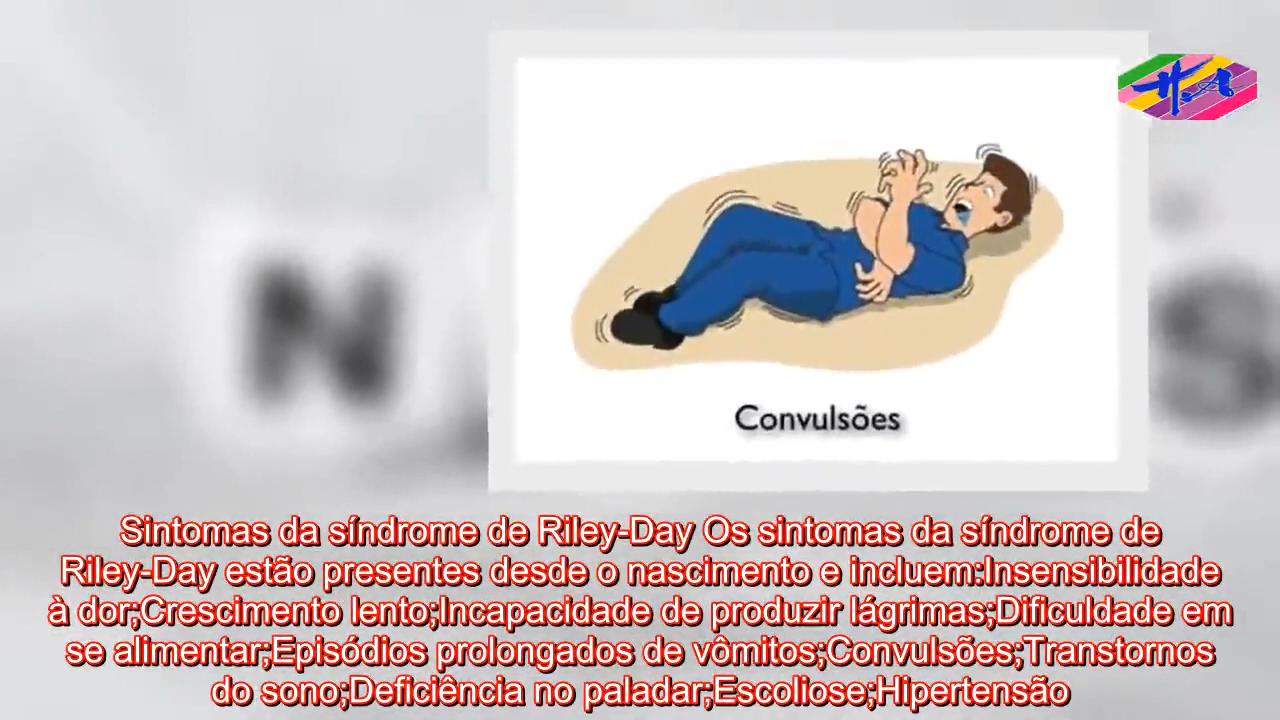 N
S
Convulsões
Sintomas da síndrome de Riley-Day Os sintomas da síndrome de
Riley-Day estão presentes desde o nascimento e incluem:Insensibilidade
à dor;Crescimento lento;Incapacidade de produzir lágrimas;Dificuldade em
se alimentar;Episódios prolongados de vômitos;Convulsões;Transtornos
do sono;Deficiência no paladar;Escoliose;Hipertensão